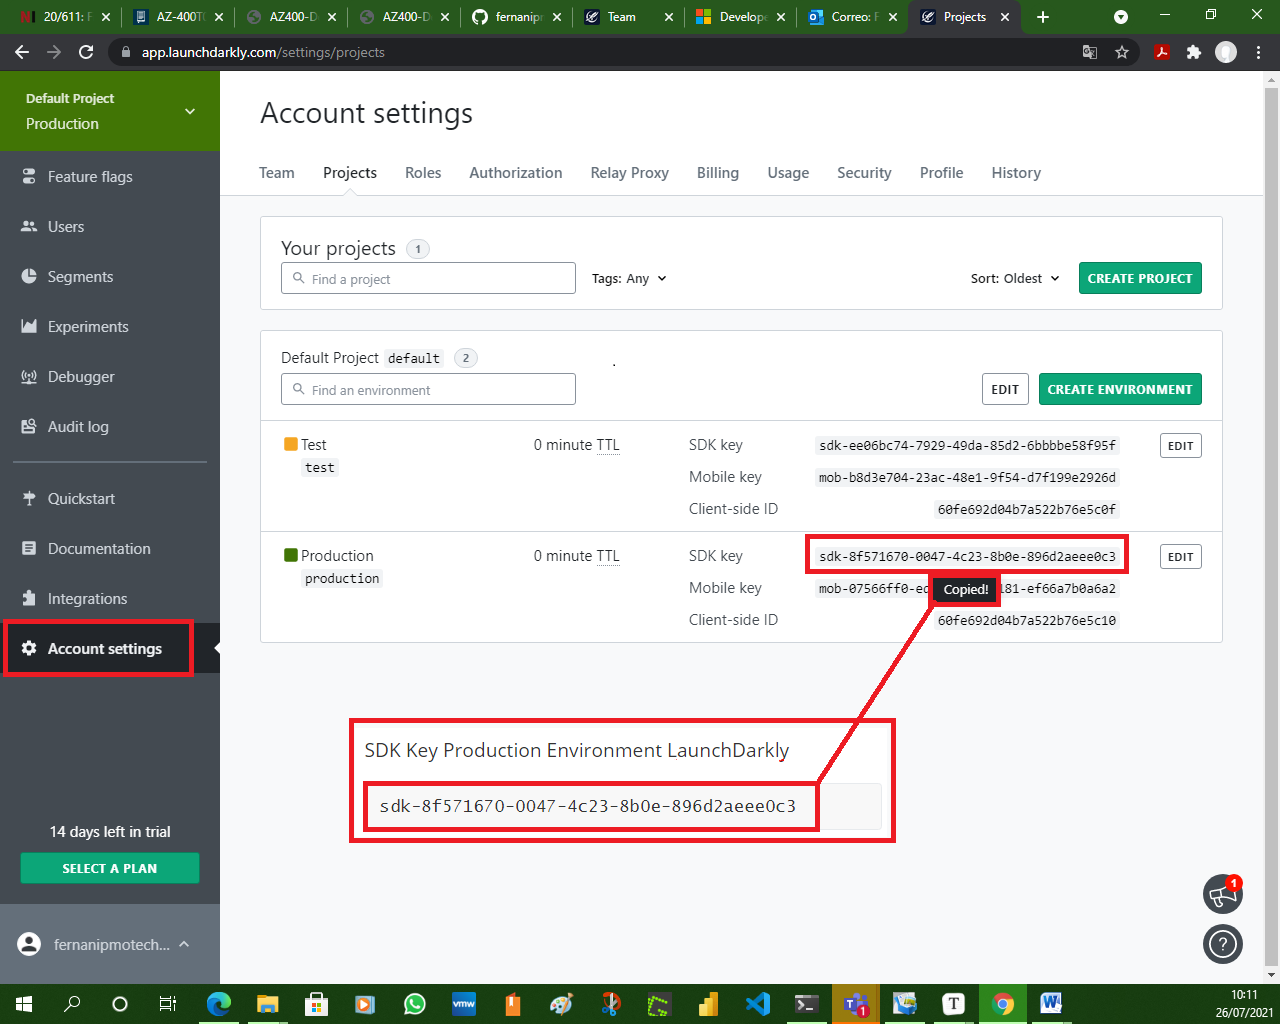 20/611: F
AZ-400T
AZ400-D
AZ400-D
fernanipr
Team
Develope
Correo: F
Projects
app.launchdarkly.com/settings/projects
Default Project
Production
Feature flags
Users
Segments
Experiments
Debugger
Audit log
Quickstart
Documentation
Integrations
Account settings
14 days left in trial
SELECT A PLAN
fernanipmotech...
Account settings
Team Projects Roles Authorization Relay Proxy Billing Usage Security Profile History
Your projects 1
Find a project
Tags: Any
Sort: Oldest
CREATE PROJECT
Default Project default 2
Find an environment
EDIT
CREATE ENVIRONMENT
Test
test
0 minute TTL
SDK key sdk-ee06bc74-7929-49da-85d2-6bbbbe58f95f
EDIT
Mobile key mob-b8d3e704-23ac-48e1-9f54-d7f199e2926d
Client-side ID 60fe692d04b7a522b76e5c0f
Production
production
0 minute TTL
SDK key sdk-8f571670-0047-4c23-8b0e-896d2aeee0c3
EDIT
Mobile key mob-07566ff0- 181-ef66a7b0a6a2
Copied!
Client-side ID 60fe692d04b7a522b76e5c10
SDK Key Production Environment LaunchDarkly
sdk-8f571670-0047-4c23-8b0e-896d2aeee0c3
1
?
vmw
1
T
W
10:11
26/07/2021